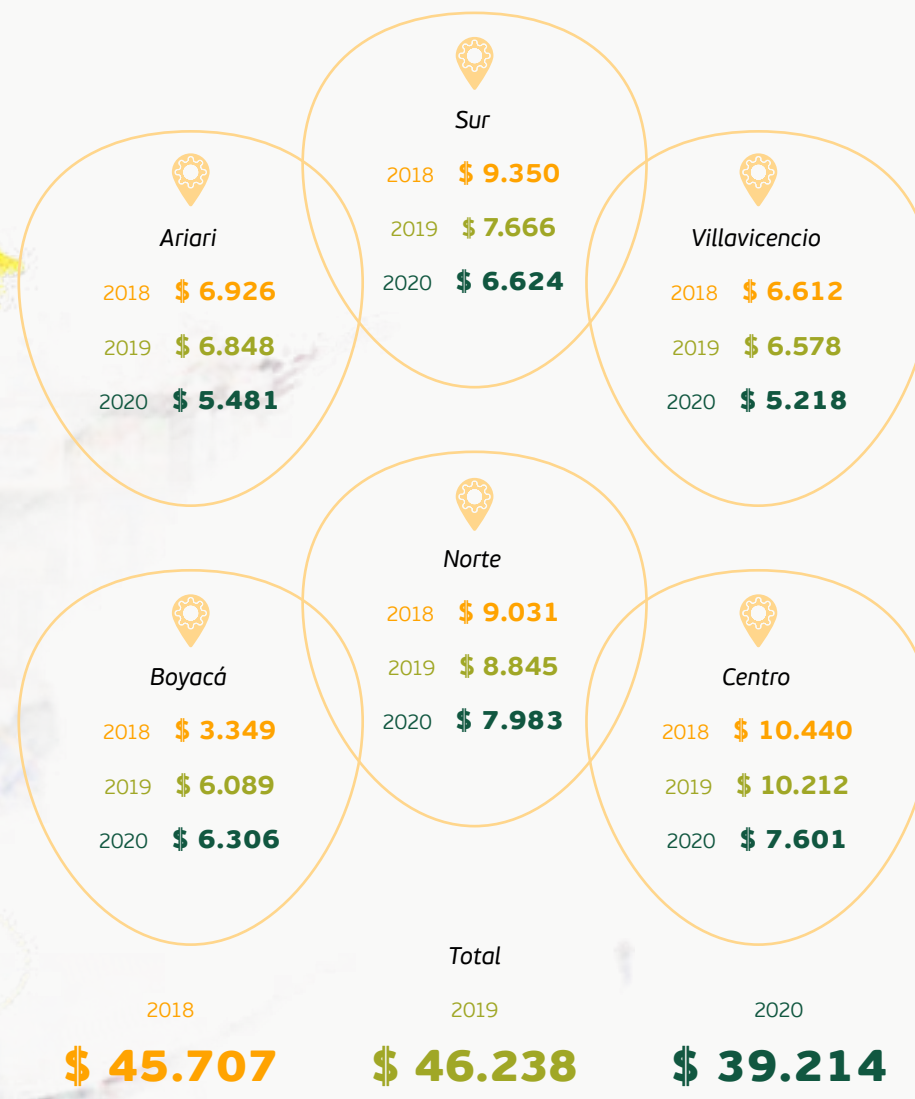 Sur
2018 $ 9.350
2019 $ 7.666
2020 $ 6.624
Ariari
2018 $ 6.926
2019 $ 6.848
2020 $ 5.481
Villavicencio
2018 $ 6.612
2019 $ 6.578
2020 $ 5.218
Norte
2018 $ 9.031
2019 $ 8.845
2020 $ 7.983
Boyacá
2018 $ 3.349
2019 $ 6.089
2020 $ 6.306
Centro
2018 $ 10.440
2019 $ 10.212
2020 $ 7.601
Total
2018 2019 2020
$ 45.707 $ 46.238 $ 39.214